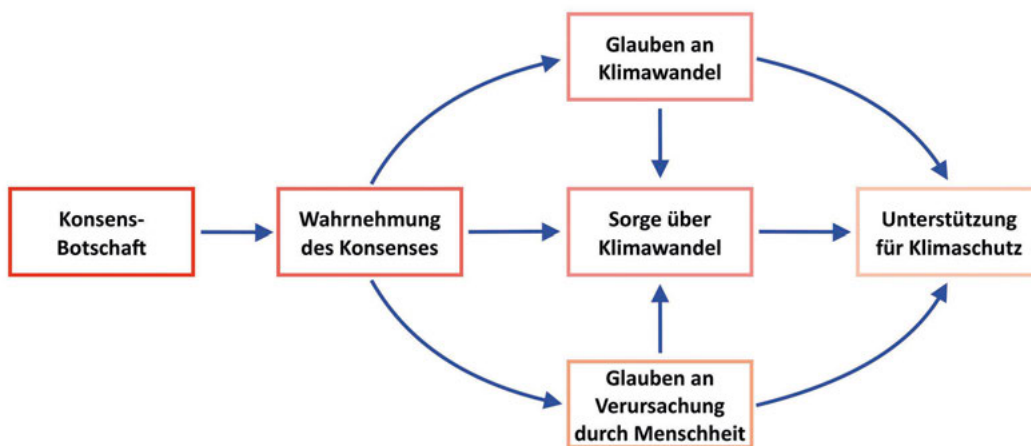 Glauben an
Klimawandel
Konsens-
Botschaft
Wahrnehmung
des Konsenses
Sorge über
Klimawandel
Unterstützung
für Klimaschutz
Glauben an
Verursachung
durch Menschheit